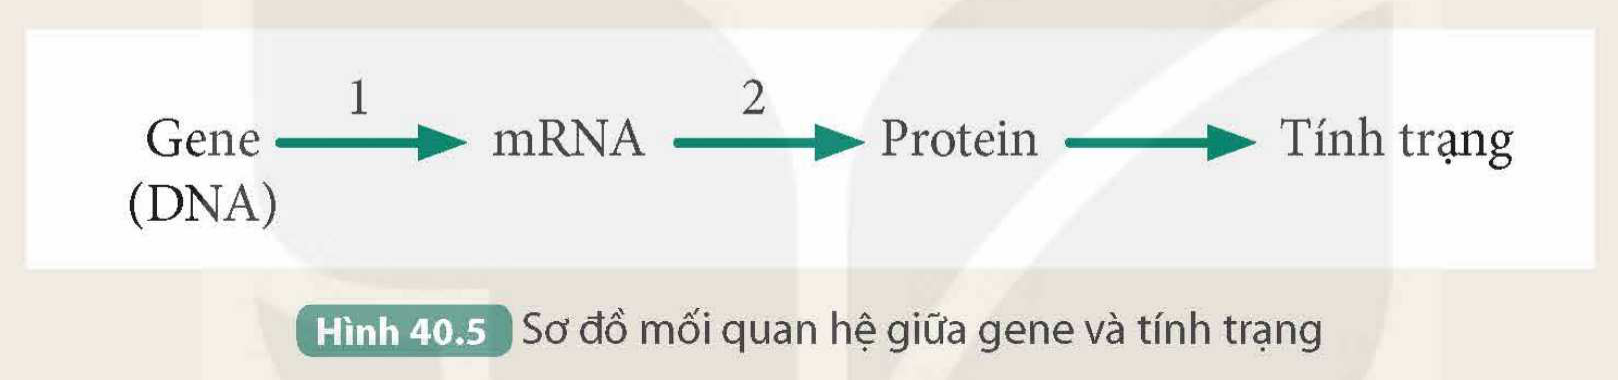 1 2
Gene mRNA Protein Tính trạng
(DNA)
Hình 40.5 Sơ đồ mối quan hệ giữa gene và tính trạng